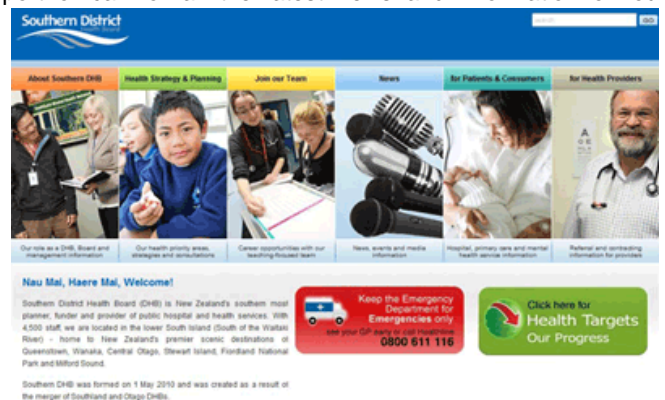 Southern District
Health Board
search
GO
About Southern DHB
Health Strategy & Planning
Join our Team
News
for Patients & Consumers
for Health Providers
Our role as a DHB, Board and
management information
Our health priority areas,
strategies and consultations
Career opportunities with our
teaching-focused team
News, events and media
information
Hospital, primary care and mental
health service information
Referral and contracting
information for providers
Nau Mai, Haere Mai, Welcome!
Southern District Health Board (DHB) is New Zealand's southern most
planner, funder and provider of public hospital and health services. With
4,500 staff, we are located in the lower South Island (South of the Waitaki
River) - home to New Zealand's premier scenic destinations of
Queenstown, Wanaka, Central Otago, Stewart Island, Fiordland National
Park and Milford Sound.
Southern DHB was formed on 1 May 2010 and was created as a result of
the merger of Southland and Otago DHBs.
Keep the Emergency
Department for
Emergencies only
see your GP early or call Healthline
0800 611 116
Click here for
Health Targets
Our Progress